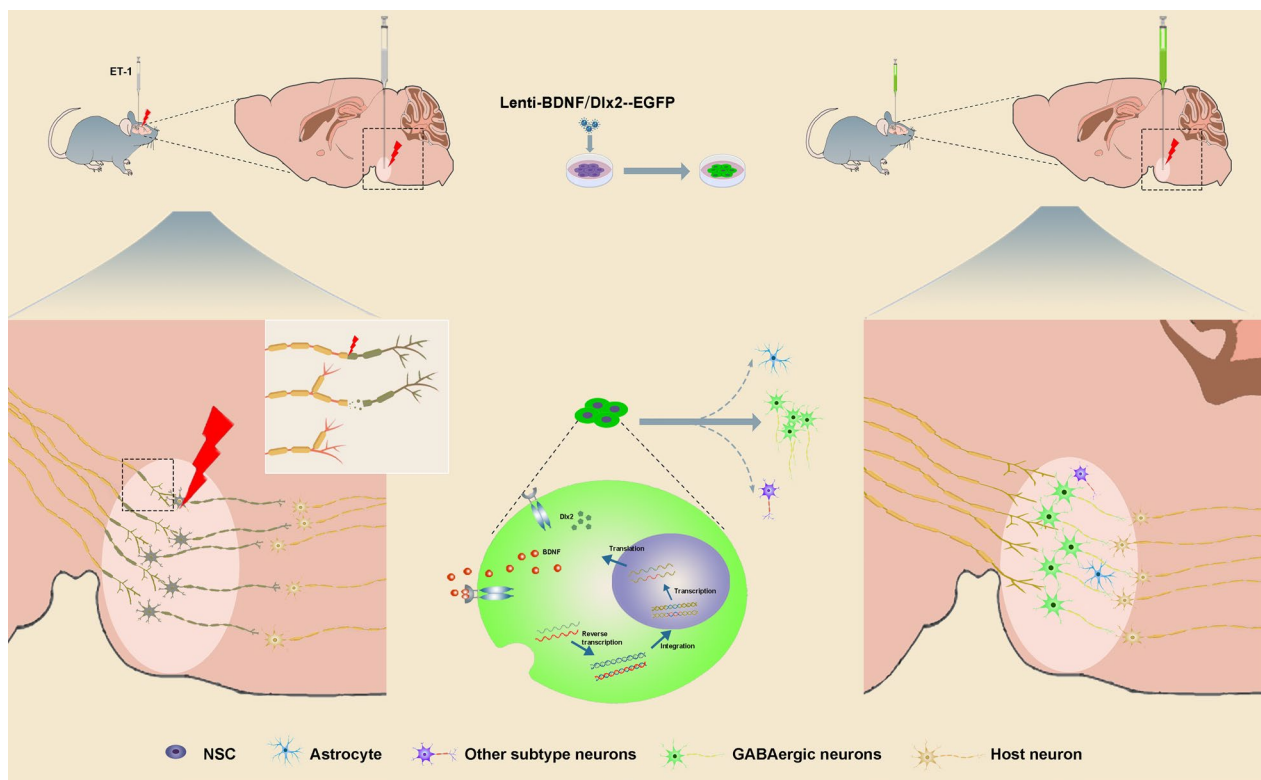 ET-1
Lenti-BDNF/Dlx2--EGFP
Dlx2
BDNF
Translation
Transcription
Reverse
transcription
Integration
NSC
Astrocyte
Other subtype neurons
GABAergic neurons
Host neuron